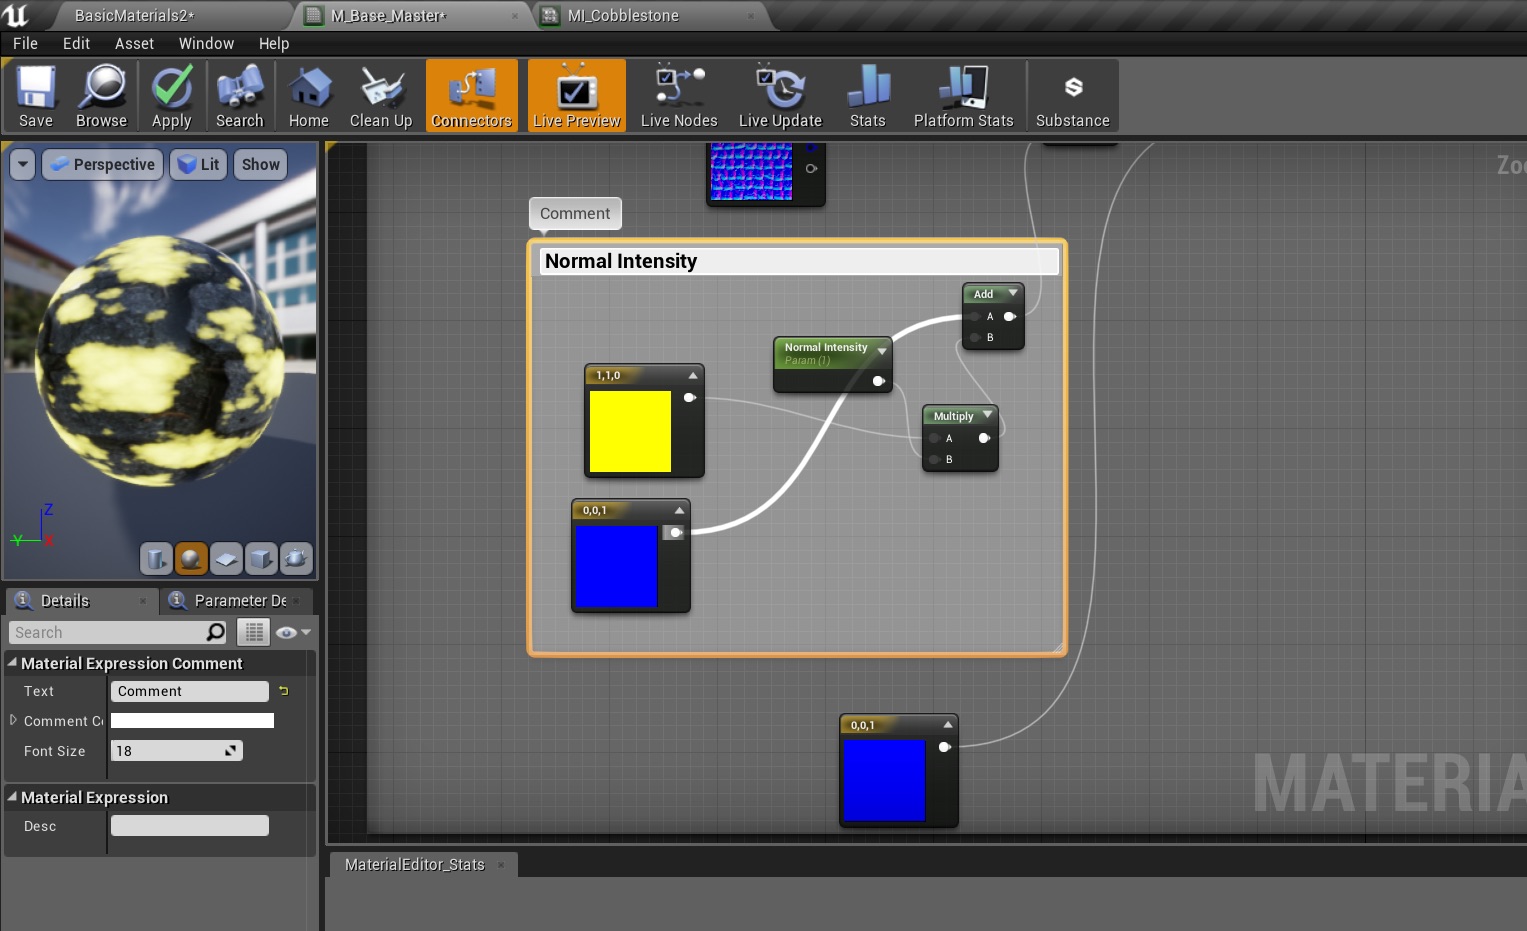 BasicMaterials2*
M_Base_Master*
MI_Cobblestone
File Edit Asset Window Help
Save Browse Apply Search Home Clean Up Connectors Live Preview Live Nodes Live Update Stats Platform Stats Substance
Perspective Lit Show
Zoo
Comment
Normal Intensity
Add
A
B
Normal Intensity
Param (1)
1,1,0
Multiply
A
B
0,0,1
Z
Y X
0,0,1
MATERIA
Details
Parameter De
Search
Material Expression Comment
Text Comment
Comment C
Font Size 18
Material Expression
Desc
MaterialEditor_Stats